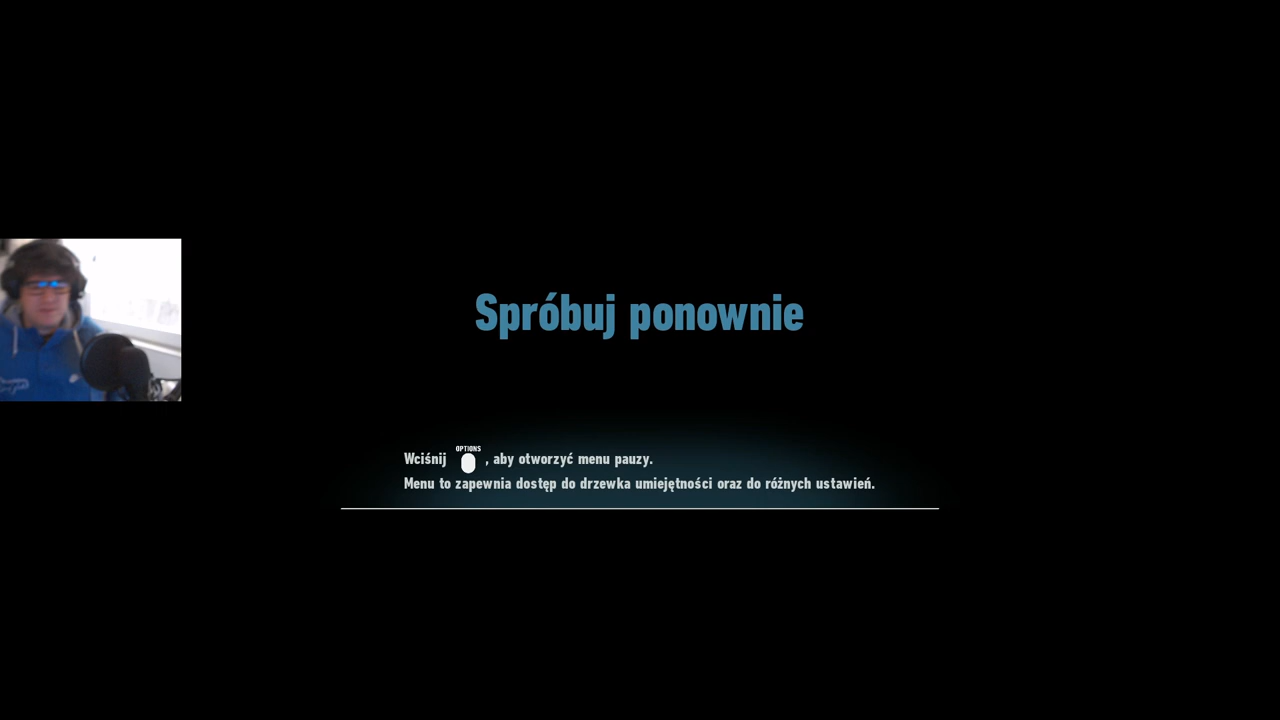 Spróbuj ponownie
OPTIONS
Wciśnij , aby otworzyć menu pauzy.
Menu to zapewnia dostęp do drzewka umiejętności oraz do różnych ustawień.